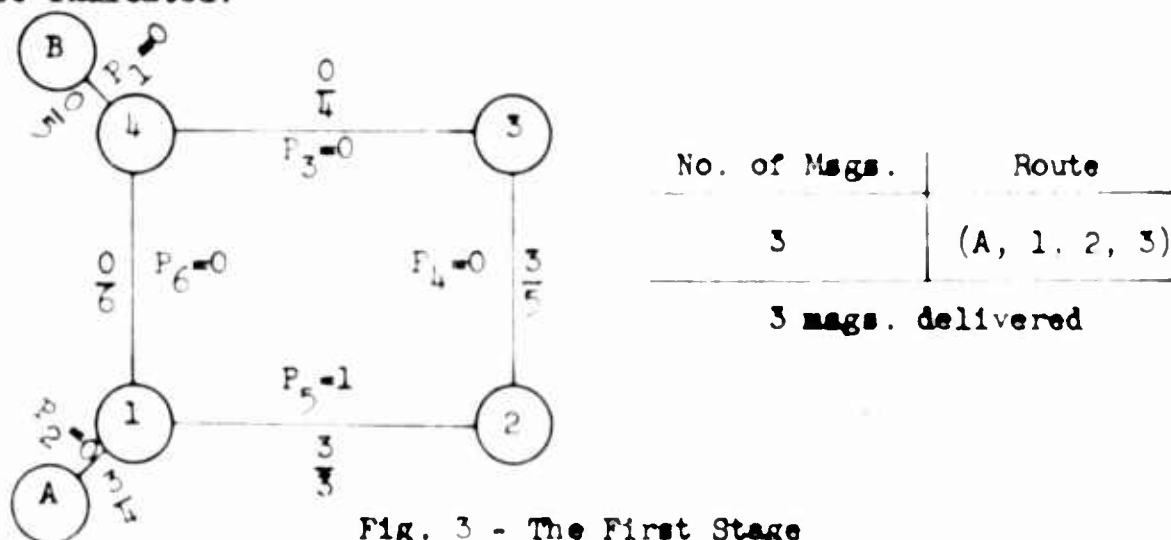 B
P1=0
0
5
4
0
4
P3=0
3
No. of Msgs. Route
3 (A, 1, 2, 3)
3 msgs. delivered
0
6
P6=0
P4=0
3
5
1
P5=1
3
3
2
P2=0
3
A
Fig. 3 - The First Stage